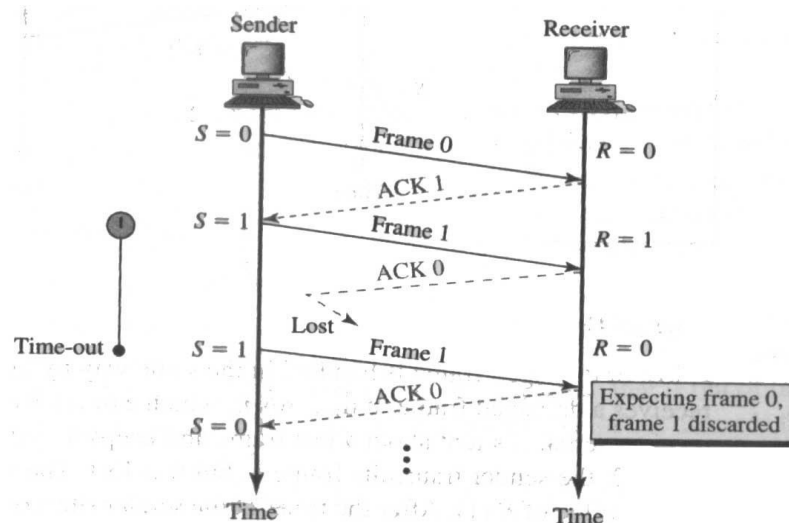 Sender
Receiver
S = 0
Frame 0
R = 0
ACK 1
S = 1
Frame 1
R = 1
ACK 0
Lost
Time-out
S = 1
Frame 1
R = 0
ACK 0
S = 0
Expecting frame 0,
frame 1 discarded
Time
Time